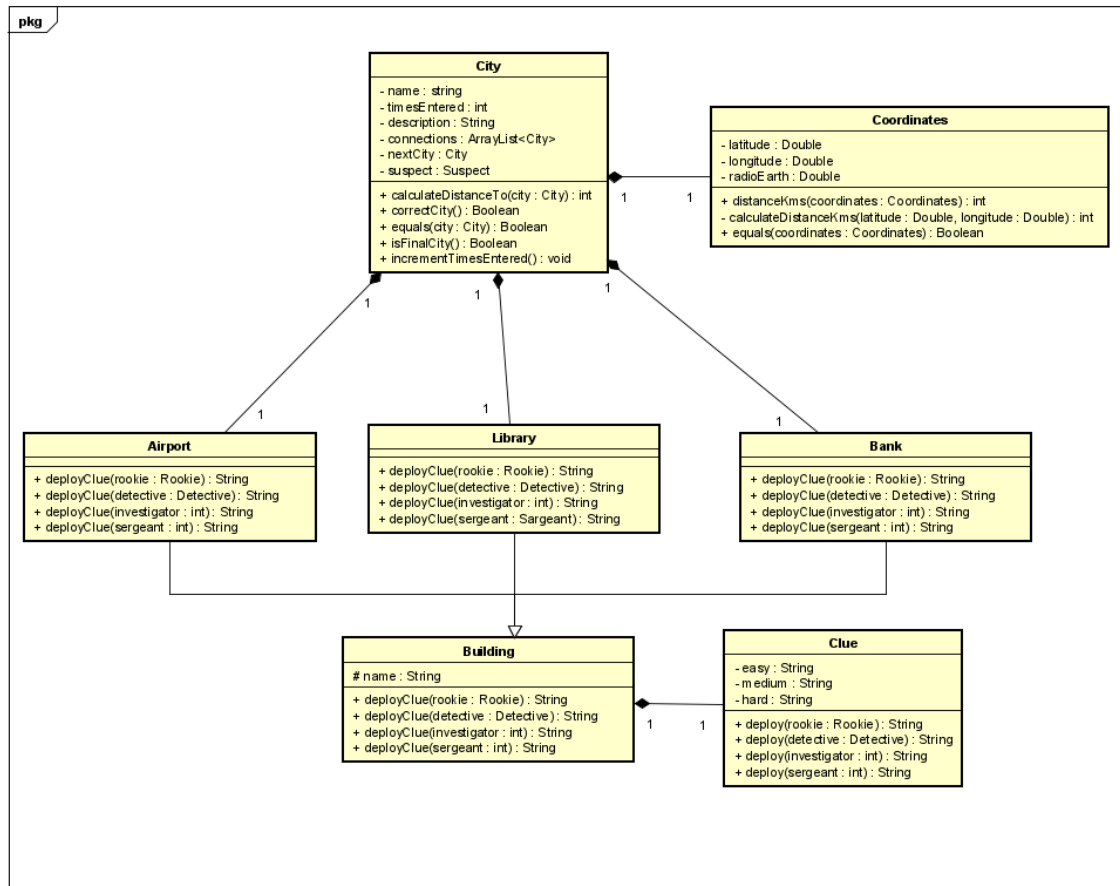 pkg
City
- name : string
- timesEntered : int
- description : String
- connections : ArrayList<City>
- nextCity : City
- suspect : Suspect
+ calculateDistanceTo(city : City) : int
+ correctCity() : Boolean
+ equals(city : City) : Boolean
+ isFinalCity() : Boolean
+ incrementTimesEntered() : void
Coordinates
- latitude : Double
- longitude : Double
- radioEarth : Double
+ distanceKms(coordinates : Coordinates) : int
- calculateDistanceKms(latitude : Double, longitude : Double) : int
+ equals(coordinates : Coordinates) : Boolean
1
1
1
1
1
1
1
1
Airport
+ deployClue(rookie : Rookie) : String
+ deployClue(detective : Detective) : String
+ deployClue(investigator : int) : String
+ deployClue(sergeant : int) : String
Library
+ deployClue(rookie : Rookie) : String
+ deployClue(detective : Detective) : String
+ deployClue(investigator : int) : String
+ deployClue(sergeant : Sargeant) : String
Bank
+ deployClue(rookie : Rookie) : String
+ deployClue(detective : Detective) : String
+ deployClue(investigator : int) : String
+ deployClue(sergeant : int) : String
Building
# name : String
+ deployClue(rookie : Rookie) : String
+ deployClue(detective : Detective) : String
+ deployClue(investigator : int) : String
+ deployClue(sergeant : int) : String
1
1
Clue
- easy : String
- medium : String
- hard : String
+ deploy(rookie : Rookie) : String
+ deploy(detective : Detective) : String
+ deploy(investigator : int) : String
+ deploy(sergeant : int) : String